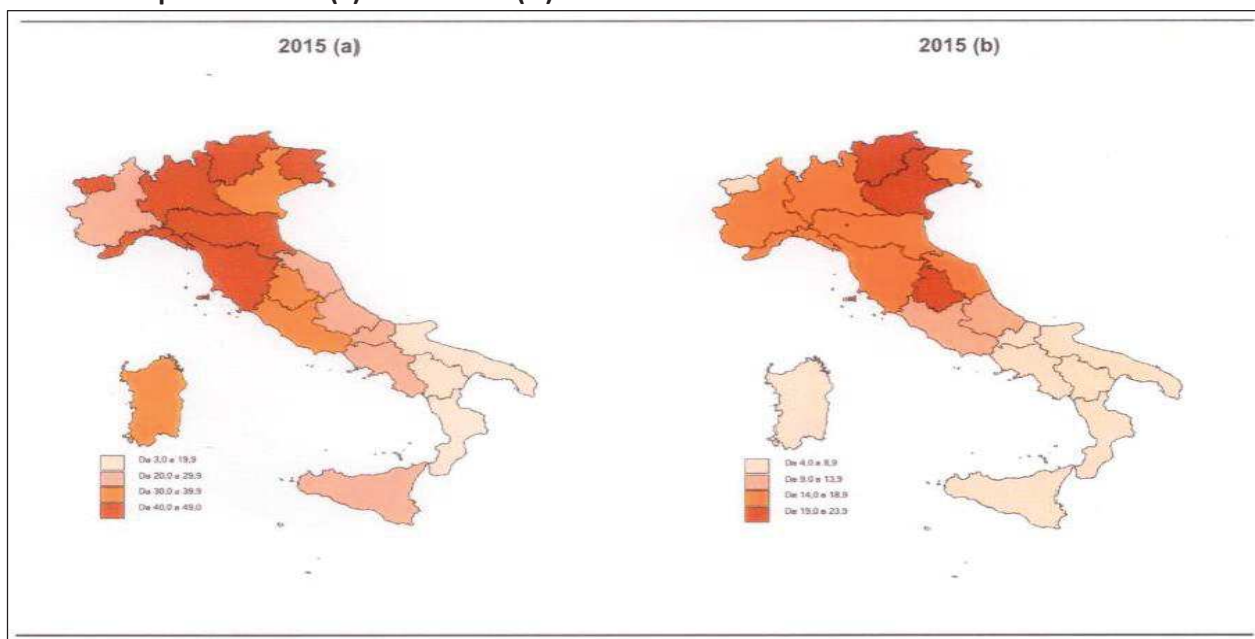 2015 (a)
2015 (b)
Da 3,0 a 19,9
Da 20,0 a 29,9
Da 30,0 a 39,9
Da 40,0 a 49,0
Da 4,0 a 8,9
Da 9,0 a 13,9
Da 14,0 a 18,9
Da 19,0 a 23,9